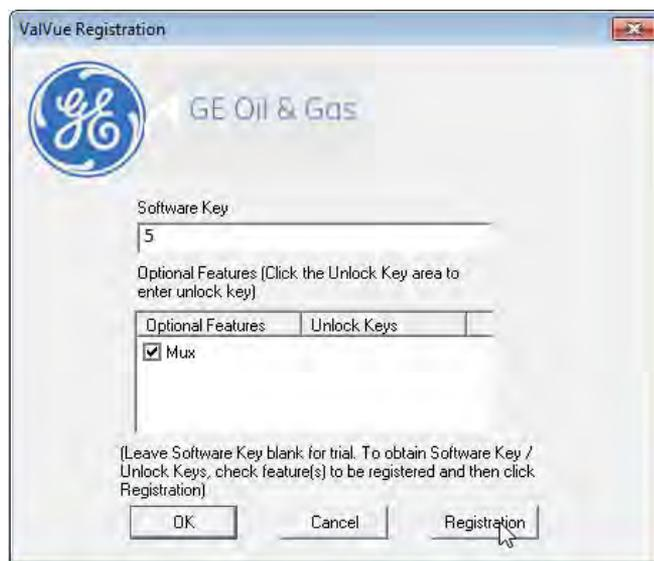 ValVue Registration
GE
GE Oil & Gas
Software Key
5
Optional Features (Click the Unlock Key area to
enter unlock key)
Optional Features Unlock Keys
Mux
(Leave Software Key blank for trial. To obtain Software Key /
Unlock Keys, check feature(s) to be registered and then click
Registration)
OK Cancel Registration